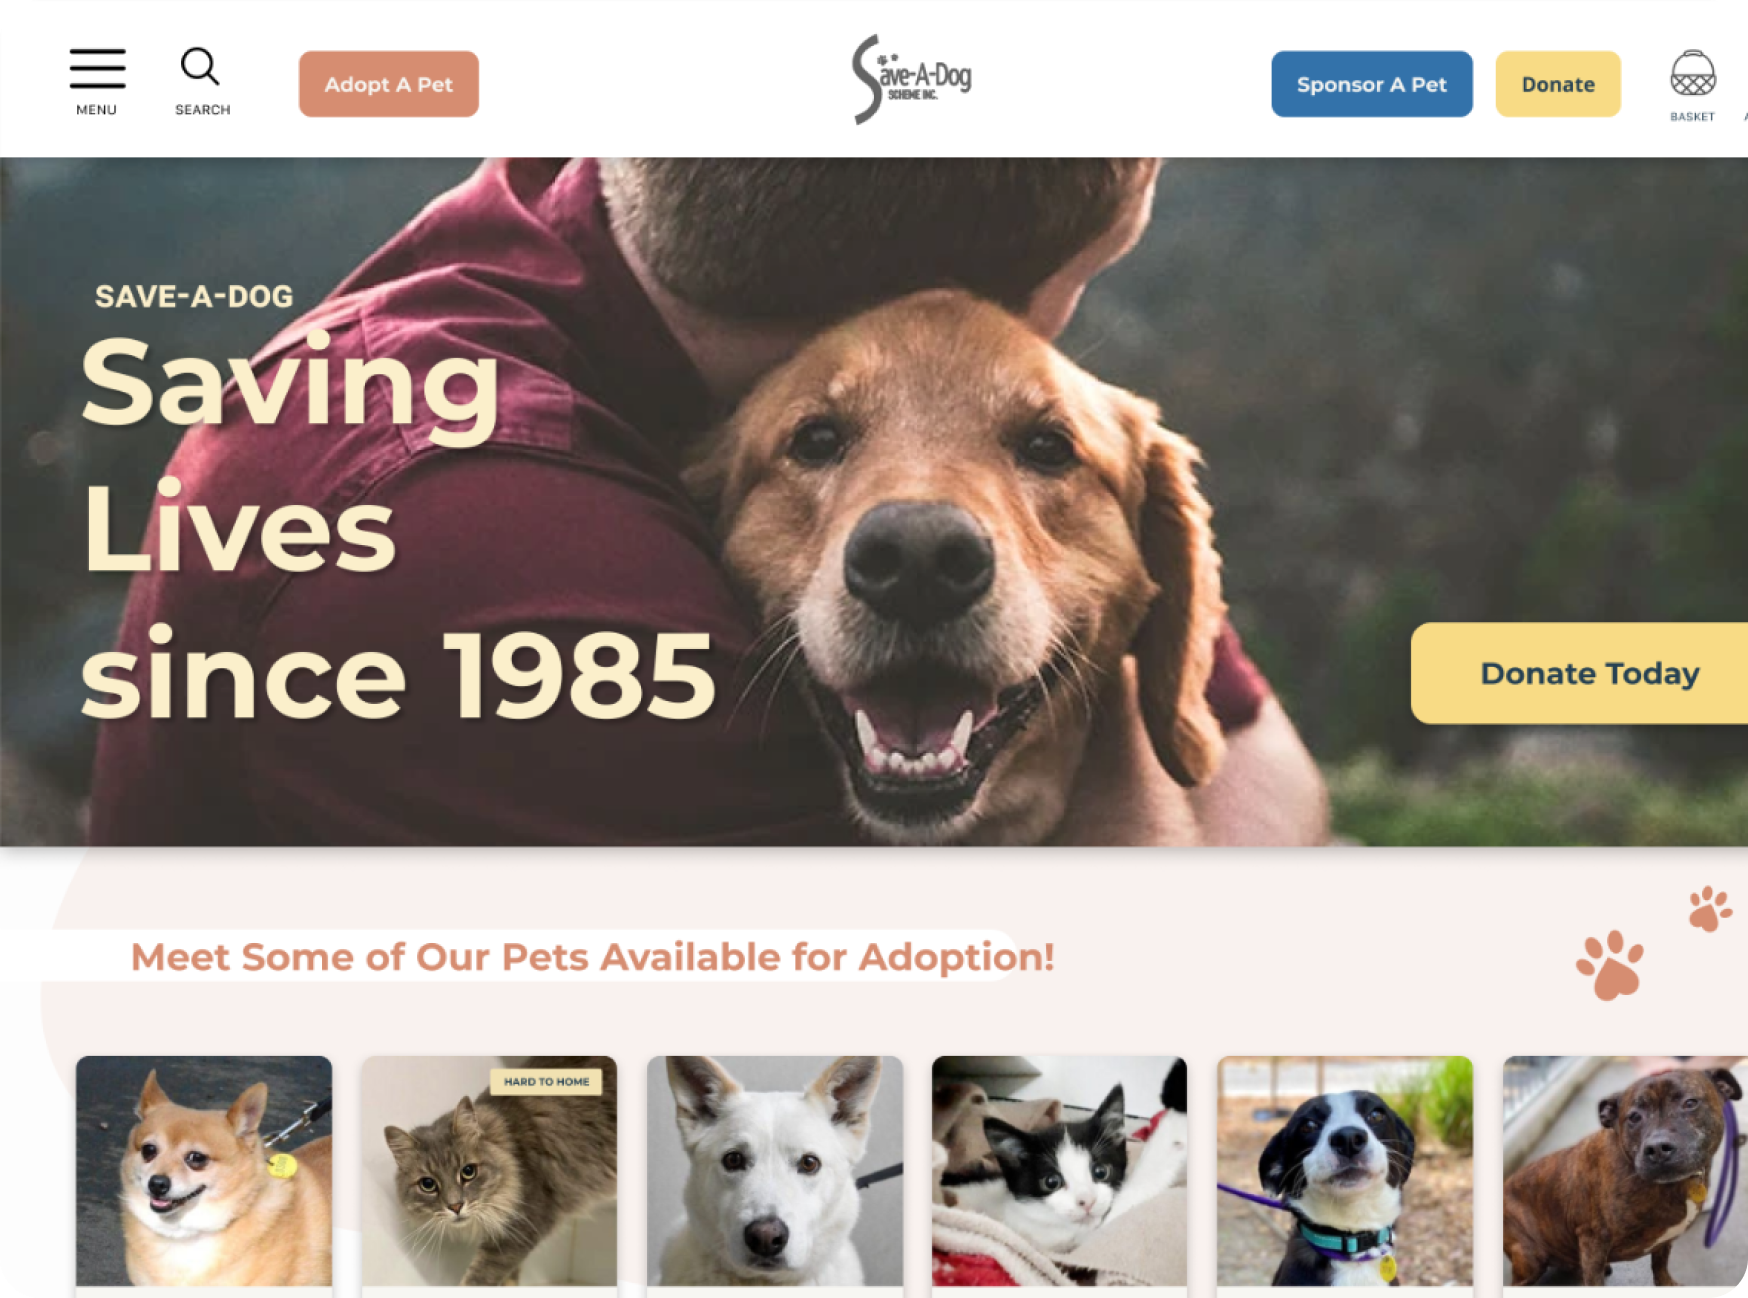 MENU
SEARCH
Adopt A Pet
Save-A-Dog
SCHEME INC.
Sponsor A Pet
Donate
BASKET
SAVE-A-DOG
Saving
Lives
since 1985
Donate Today
Meet Some of Our Pets Available for Adoption!
HARD TO HOME